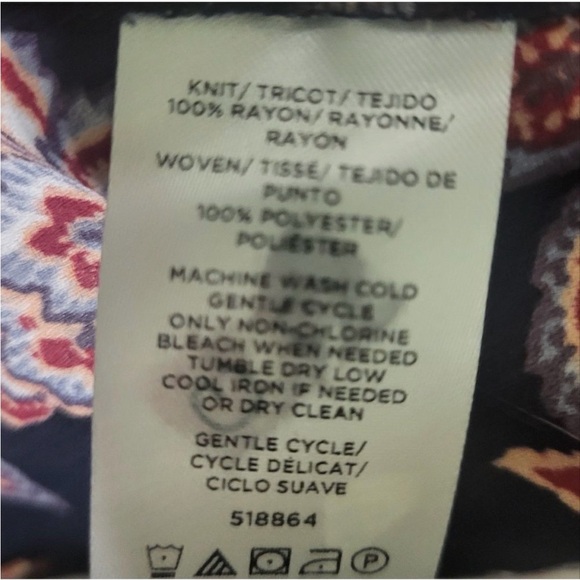 KNIT/ TRICOT/ TEJIDO
100% RAYON/ RAYONNE/
RAYÓN
WOVEN/ TISSÉ/ TEJIDO DE
PUNTO
100% POLYESTER/
POLIÉSTER
MACHINE WASH COLD
GENTLE CYCLE
ONLY NON-CHLORINE
BLEACH WHEN NEEDED
TUMBLE DRY LOW
COOL IRON IF NEEDED
OR DRY CLEAN
GENTLE CYCLE/
CYCLE DÉLICAT/
CICLO SUAVE
518864
P